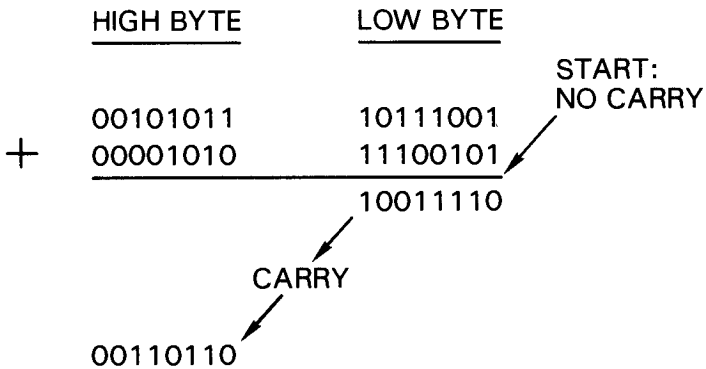 HIGH BYTE LOW BYTE
START:
NO CARRY
00101011 10111001
+ 00001010 11100101
10011110
CARRY
00110110